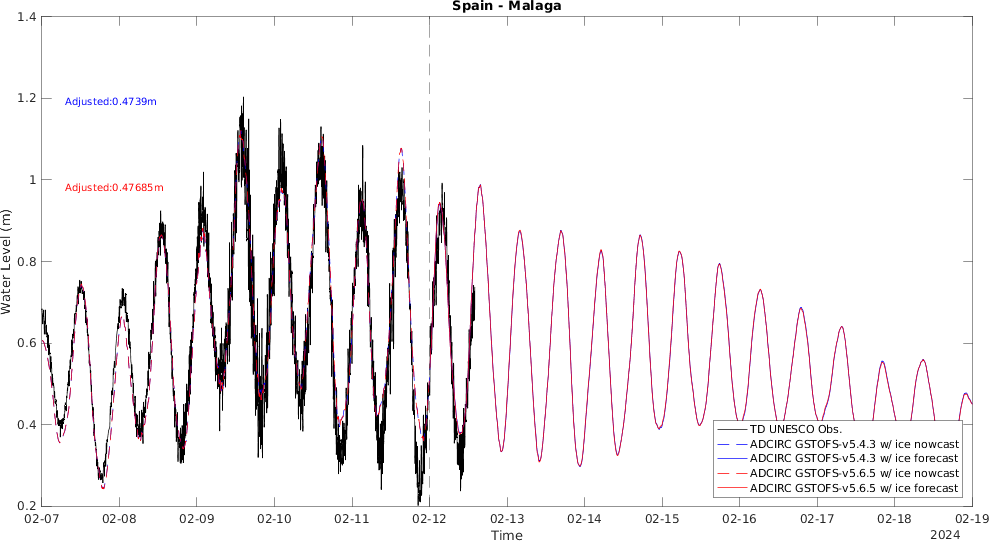 Spain - Malaga
1.4
1.2
1
0.8
0.6
0.4
0.2
Water Level (m)
Adjusted:0.4739m
Adjusted:0.47685m
TD UNESCO Obs.
ADCIRC GSTOFS-v5.4.3 w/ ice nowcast
ADCIRC GSTOFS-v5.4.3 w/ ice forecast
ADCIRC GSTOFS-v5.6.5 w/ ice nowcast
ADCIRC GSTOFS-v5.6.5 w/ ice forecast
02-07 02-08 02-09 02-10 02-11 02-12 02-13 02-14 02-15 02-16 02-17 02-18 02-19
Time
2024